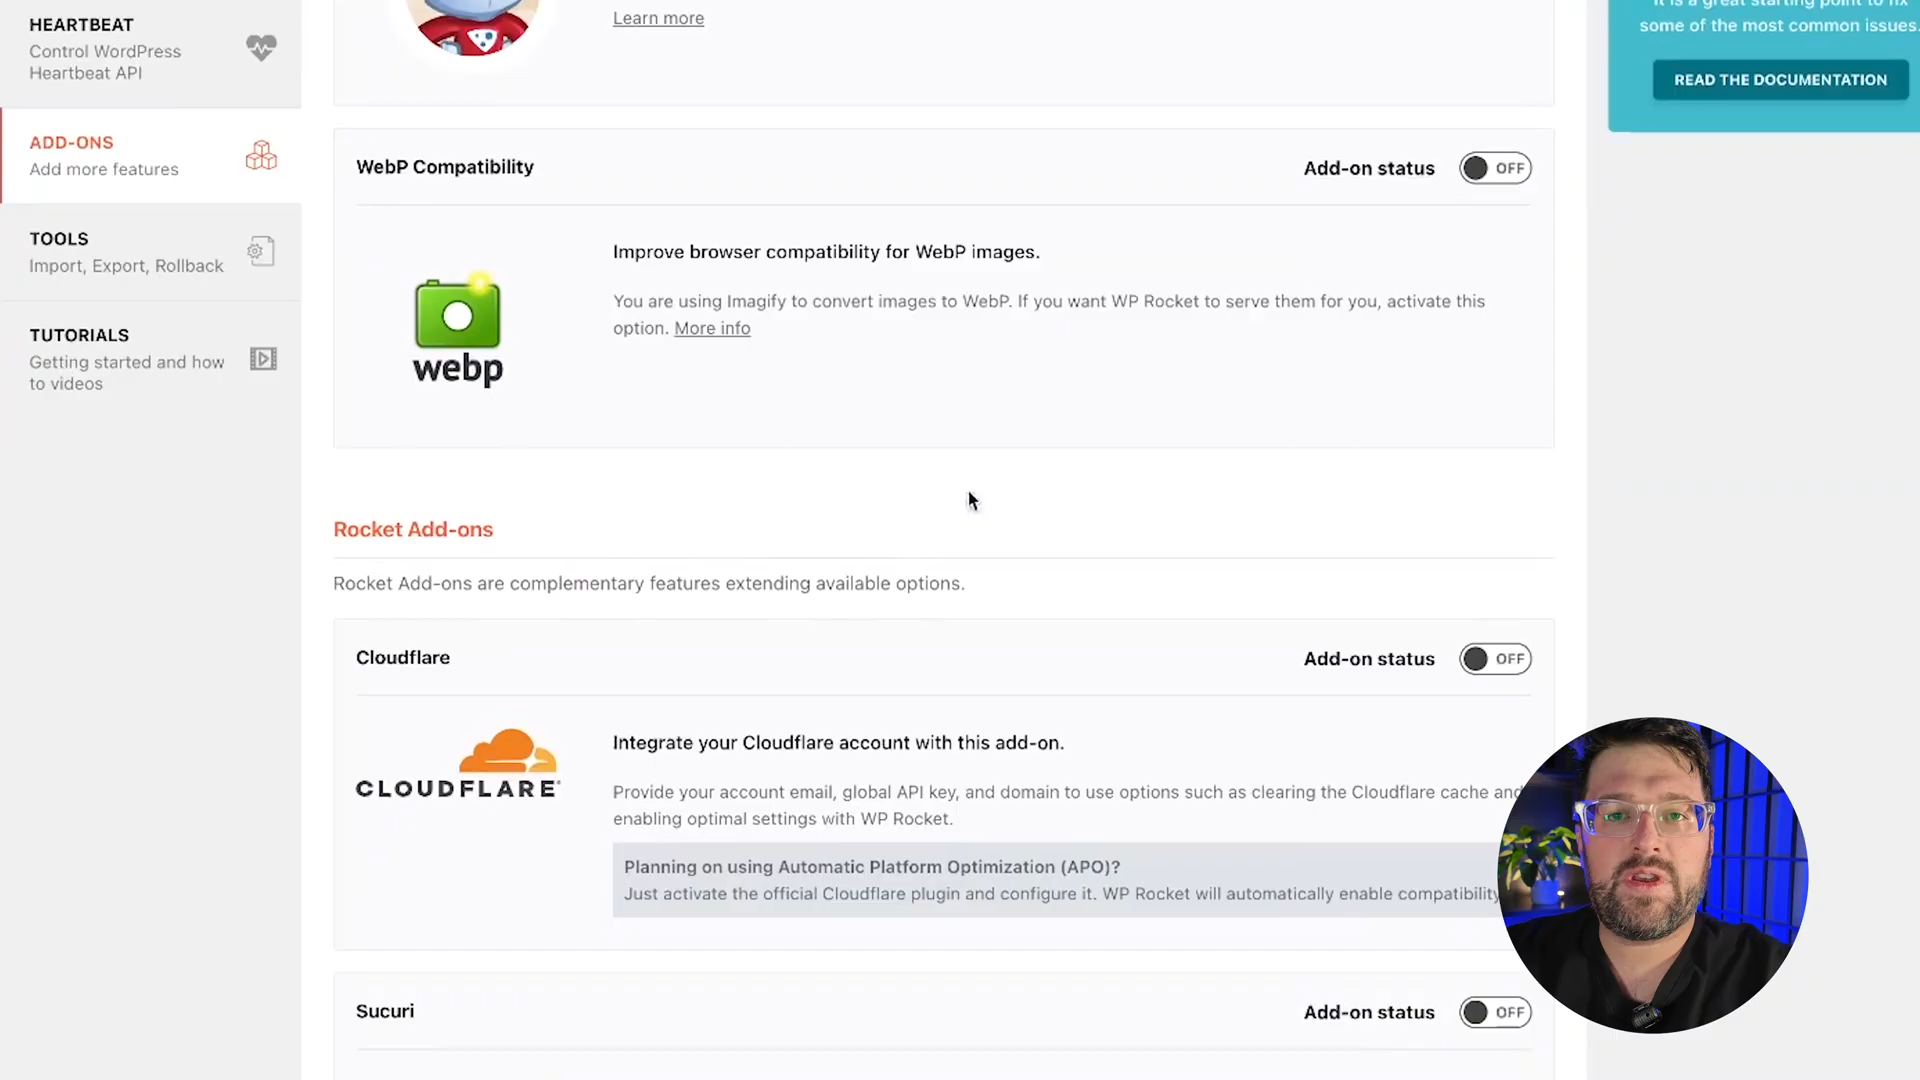 HEARTBEAT
Control WordPress
Heartbeat API
ADD-ONS
Add more features
TOOLS
Import, Export, Rollback
TUTORIALS
Getting started and how
to videos
Learn more
WebP Compatibility
Add-on status
OFF
webp
Improve browser compatibility for WebP images.
You are using Imagify to convert images to WebP. If you want WP Rocket to serve them for you, activate this
option. More info
Rocket Add-ons
Rocket Add-ons are complementary features extending available options.
Cloudflare
Add-on status
OFF
CLOUDFLARE
Integrate your Cloudflare account with this add-on.
Provide your account email, global API key, and domain to use options such as clearing the Cloudflare cache and
enabling optimal settings with WP Rocket.
Planning on using Automatic Platform Optimization (APO)?
Just activate the official Cloudflare plugin and configure it. WP Rocket will automatically enable compatibility
Sucuri
Add-on status
OFF
It is a great starting point to fix
some of the most common issues.
READ THE DOCUMENTATION